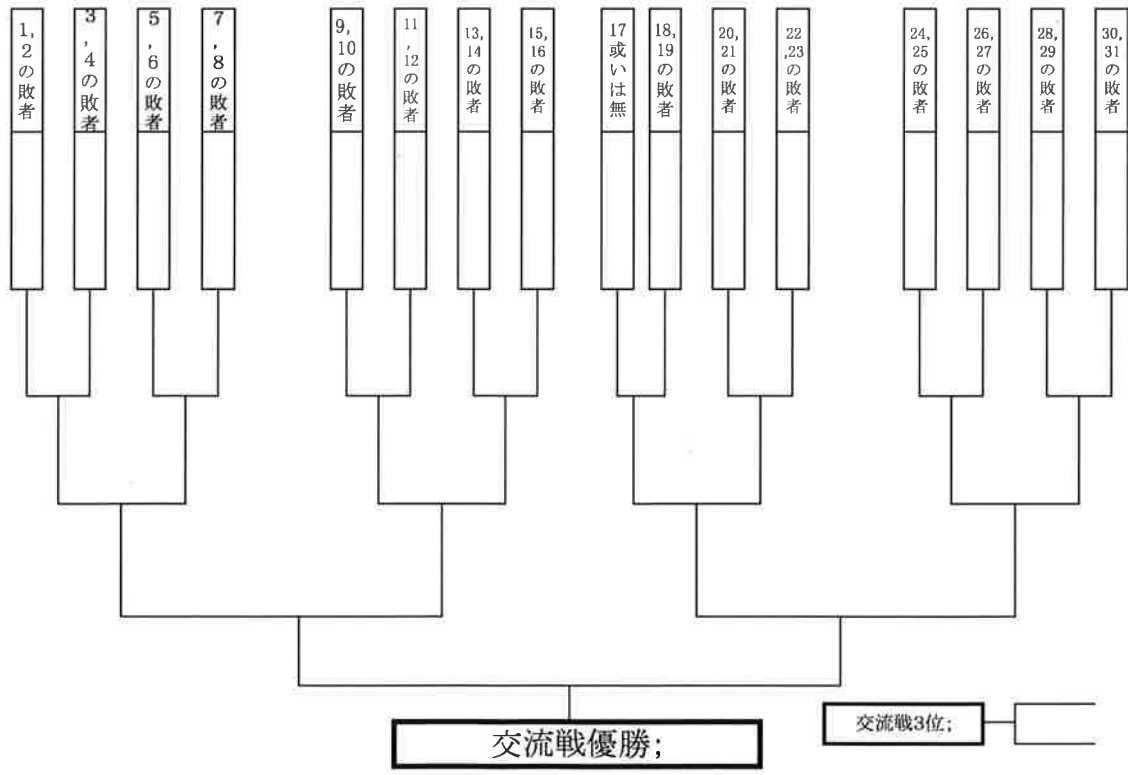 1,2の敗者
3,4の敗者
5,6の敗者
7,8の敗者
9,10の敗者
11,12の敗者
13,14の敗者
15,16の敗者
17或いは無
18,19の敗者
20,21の敗者
22,23の敗者
24,25の敗者
26,27の敗者
28,29の敗者
30,31の敗者
交流戦3位;
交流戦優勝;